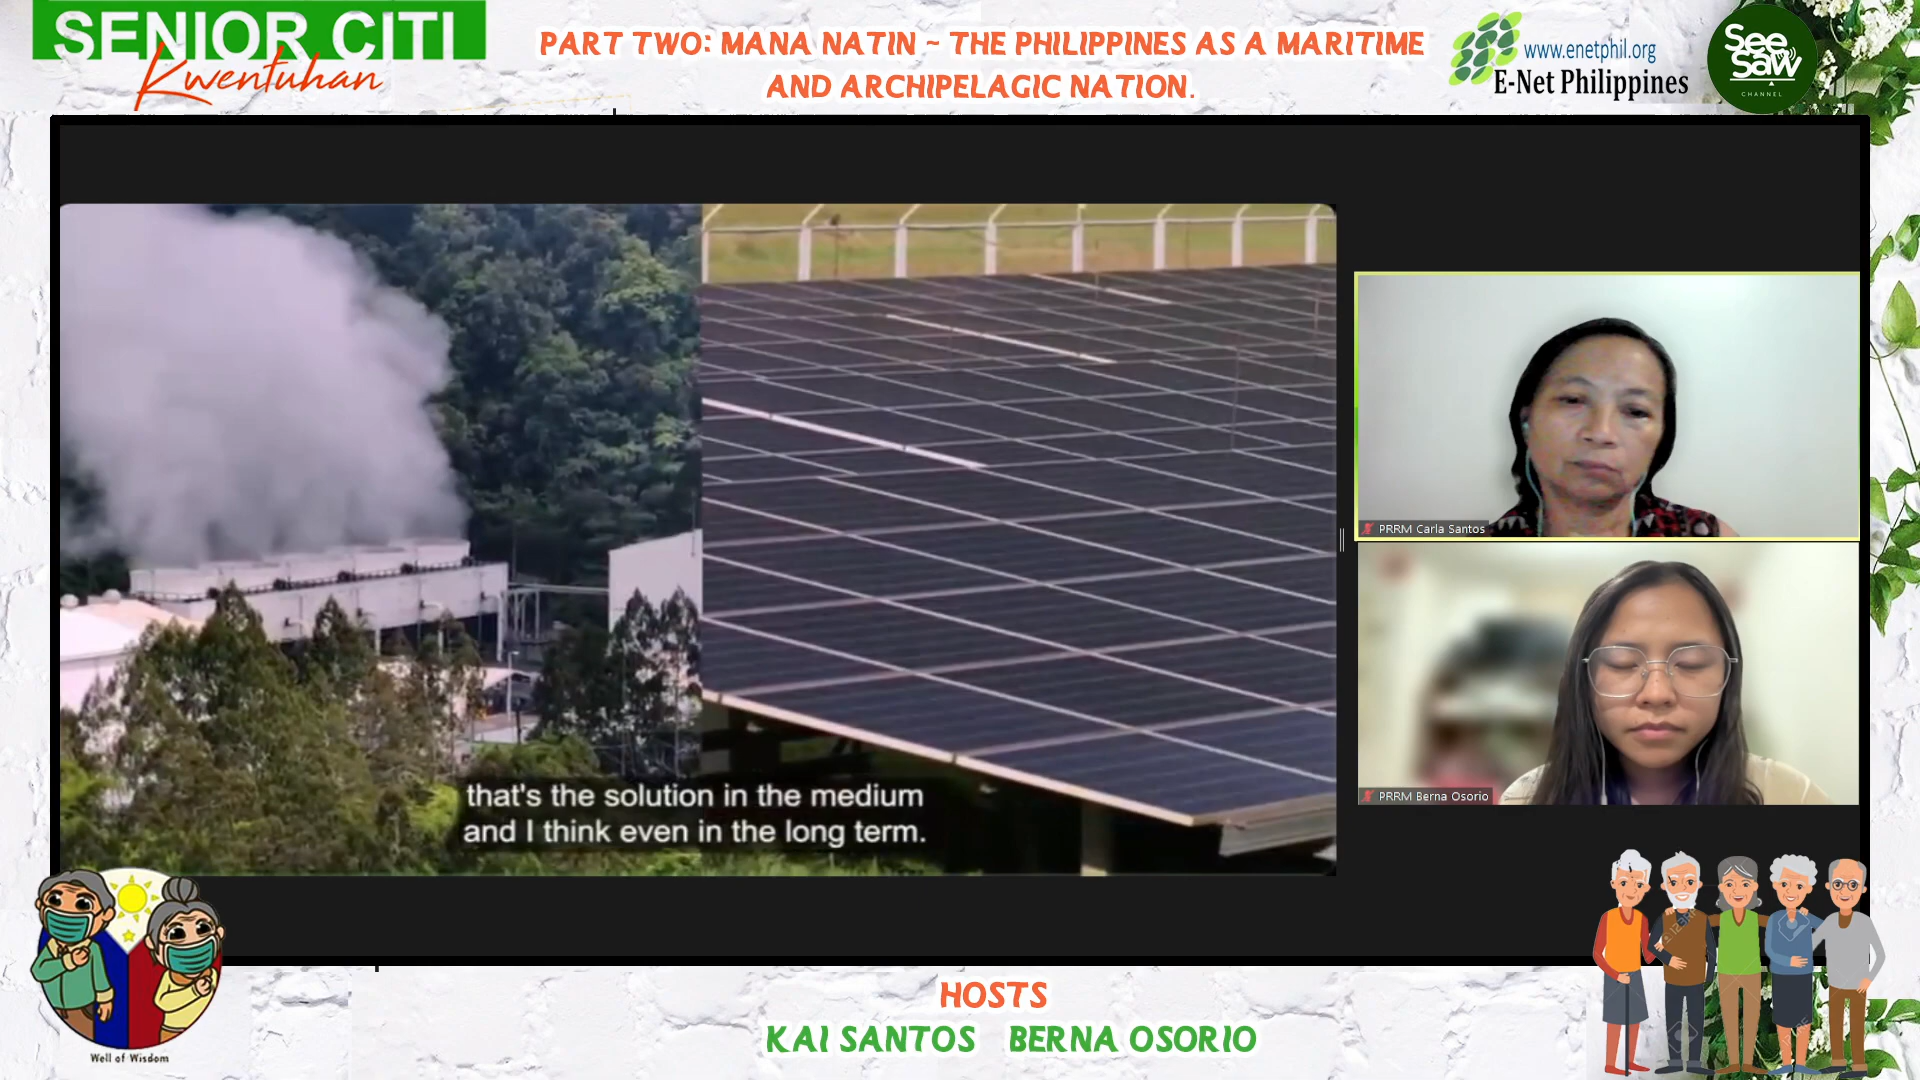 SENIOR CITI
Kwentuhan
PART TWO: MANA NATIN ~ THE PHILIPPINES AS A MARITIME
AND ARCHIPELAGIC NATION.
www.enetphil.org
E-Net Philippines
See
Saw
CHANNEL
that's the solution in the medium
and I think even in the long term.
PRRM Carla Santos
PRRM Berna Osorio
Well of Wisdom
HOSTS
KAI SANTOS BERNA OSORIO